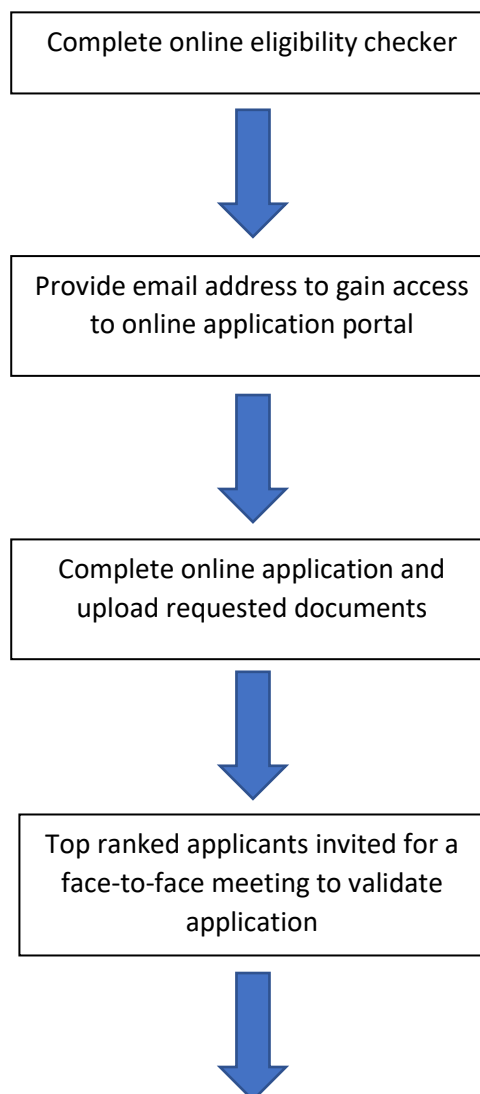 Complete online eligibility checker
Provide email address to gain access
to online application portal
Complete online application and
upload requested documents
Top ranked applicants invited for a
face-to-face meeting to validate
application